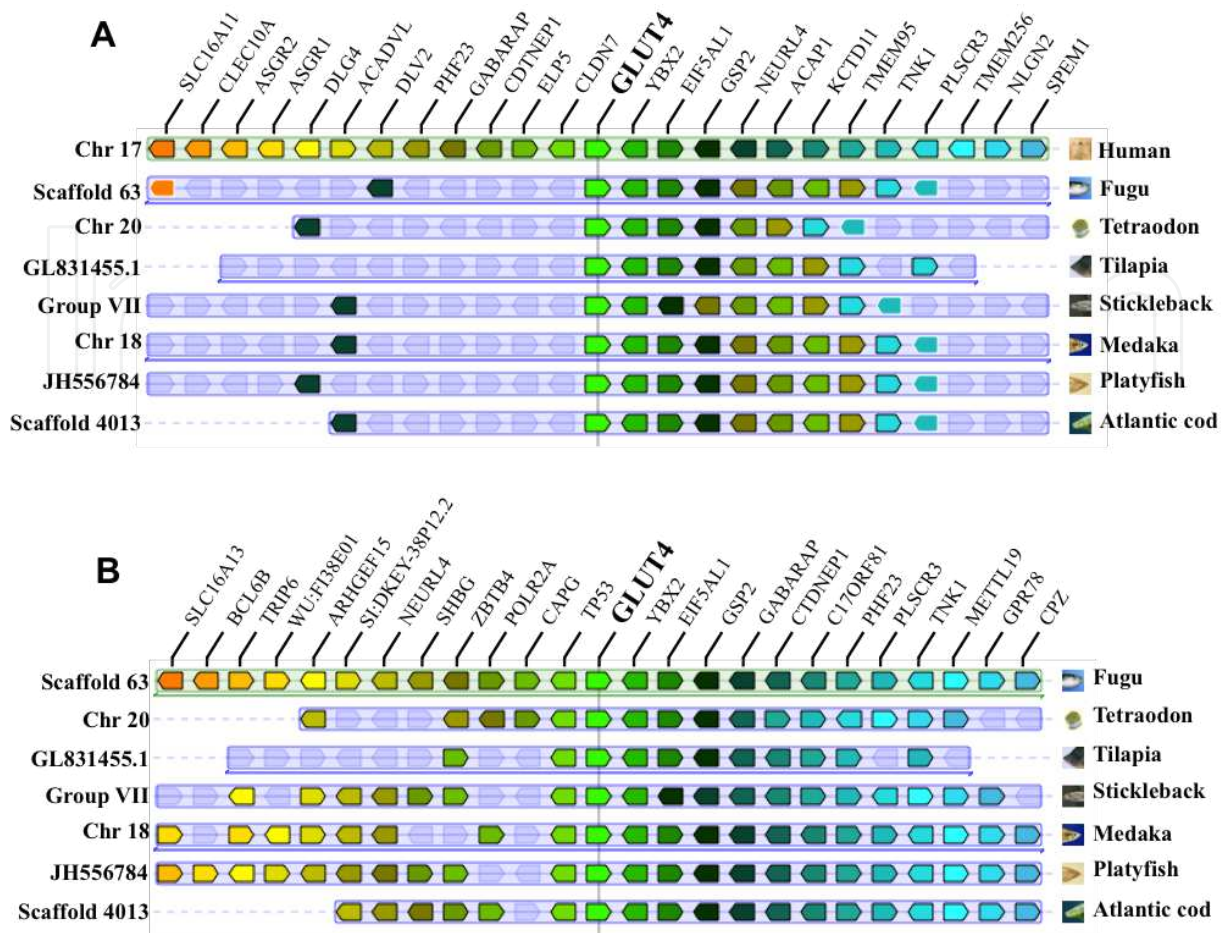 A
SLC16A11
CLEC10A
ASGR2
ASGR1
DLG4
ACADVL
DLV2
PHF23
GABARAP
CDTNEP1
ELP5
CLDN7
GLUT4
YBX2
EIF5AL1
GSP2
NEURL4
ACAP1
KCTD11
TMEM95
TNK1
PLSCR3
TMEM256
NLGN2
SPEM1
Chr 17 Human
Scaffold 63 Fugu
Chr 20 Tetraodon
GL831455.1 Tilapia
Group VII Stickleback
Chr 18 Medaka
JH556784 Platyfish
Scaffold 4013 Atlantic cod
B
SLC16A13
BCL6B
TRIP6
WU:FI38E01
ARHGEF15
SI:DKEY-38P12.2
NEURL4
SHBG
ZBTB4
POLR2A
CAPG
TP53
GLUT4
YBX2
EIF5AL1
GSP2
GABARAP
CTDNEP1
C17ORF81
PHF23
PLSCR3
TNK1
METTL19
GPR78
CPZ
Scaffold 63 Fugu
Chr 20 Tetraodon
GL831455.1 Tilapia
Group VII Stickleback
Chr 18 Medaka
JH556784 Platyfish
Scaffold 4013 Atlantic cod